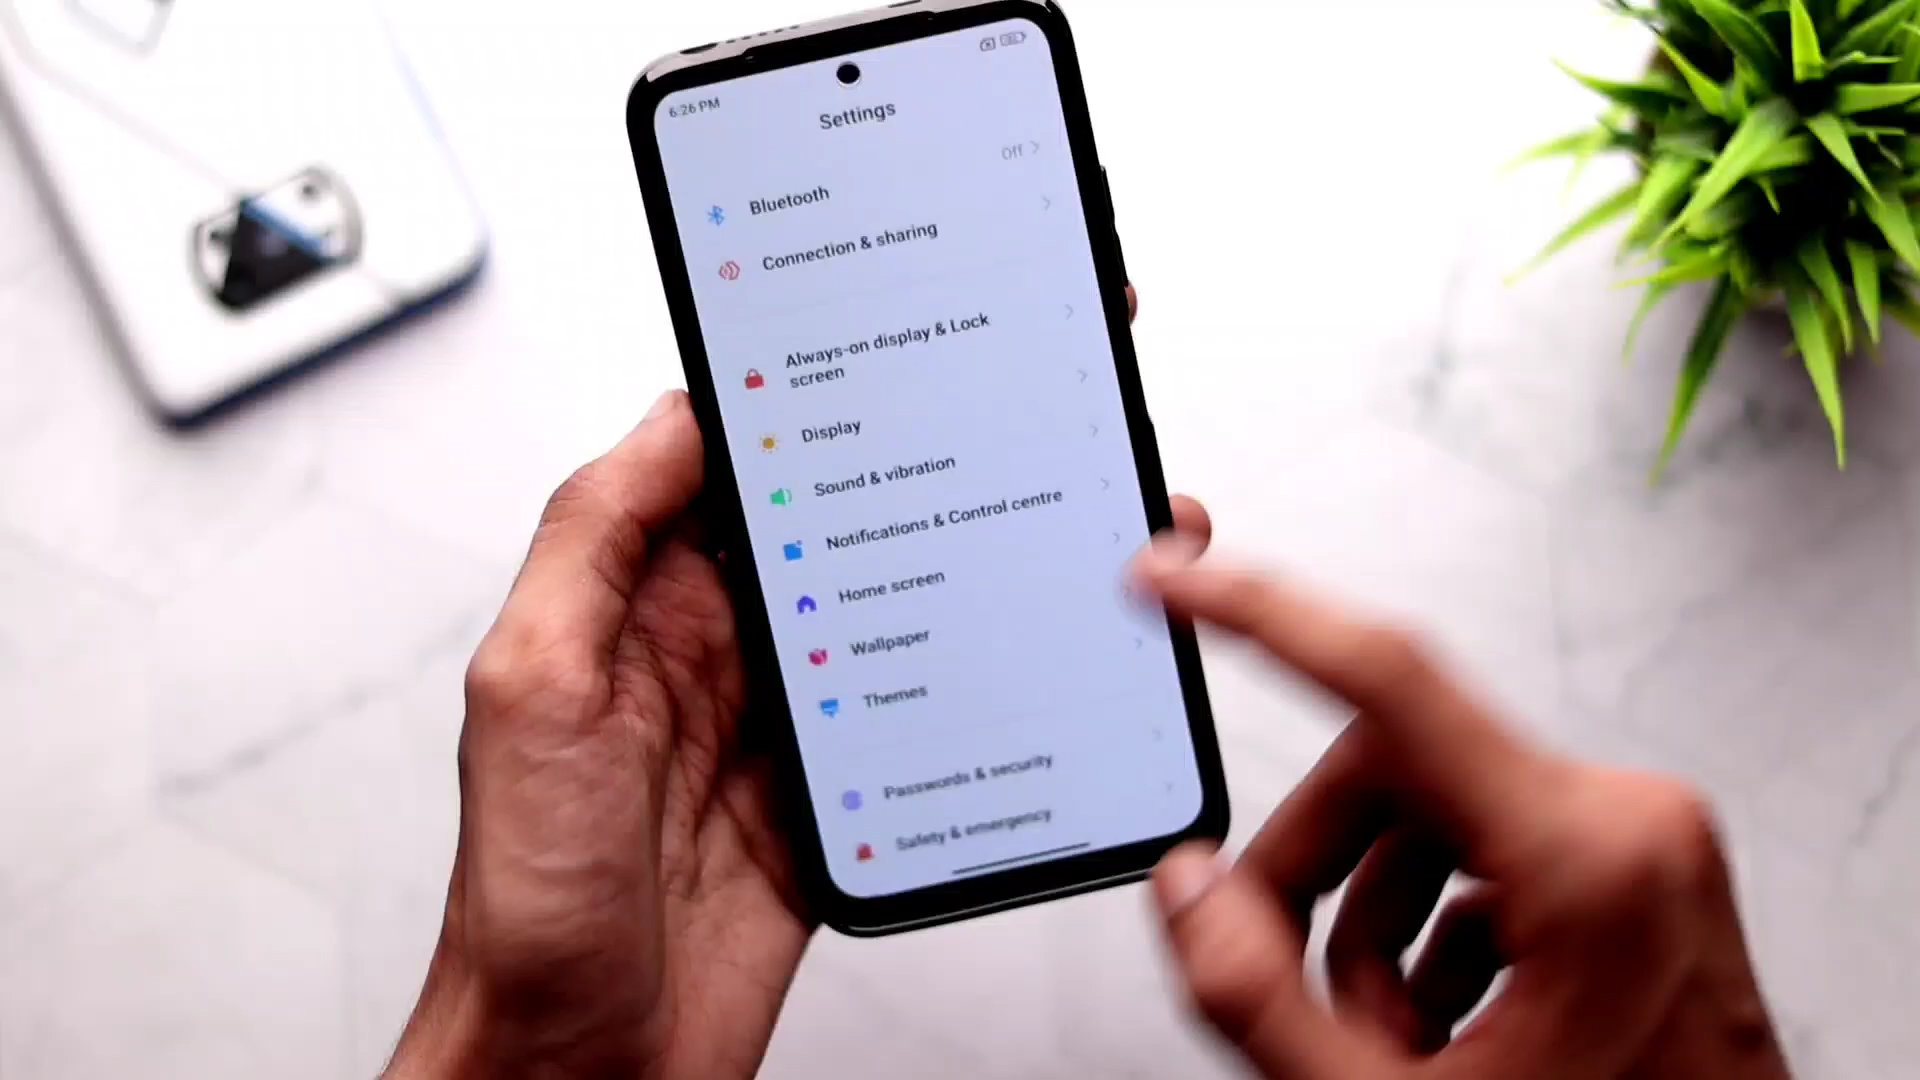 6:26 PM
Settings
Off
Bluetooth
Connection & sharing
Always-on display & Lock
screen
Display
Sound & vibration
Notifications & Control centre
Home screen
Wallpaper
Themes
Passwords & security
Safety & emergency